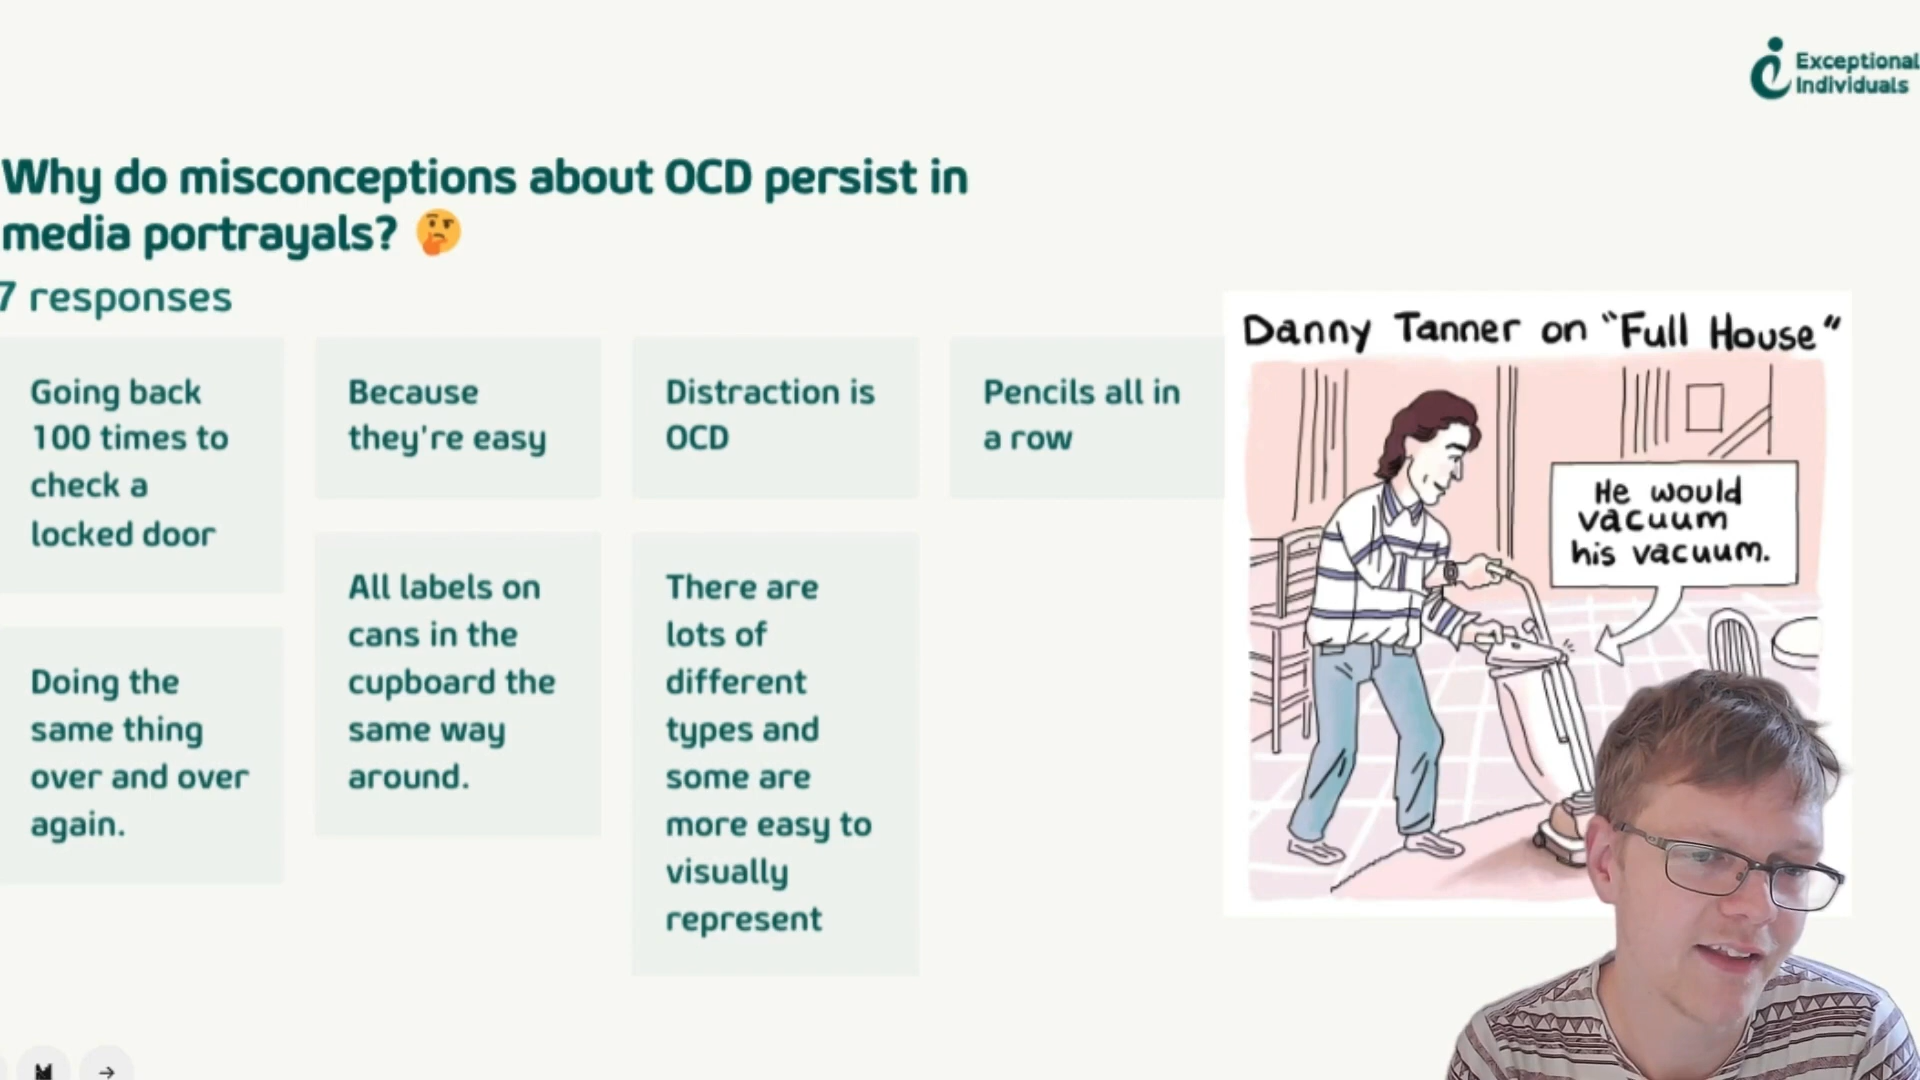 Exceptional
Individuals
Why do misconceptions about OCD persist in
media portrayals? 🤔
7 responses
Going back
100 times to
check a
locked door
Doing the
same thing
over and over
again.
Because
they're easy
All labels on
cans in the
cupboard the
same way
around.
Distraction is
OCD
There are
lots of
different
types and
some are
more easy to
visually
represent
Pencils all in
a row
Danny Tanner on "Full House"
He would
vacuum
his vacuum.